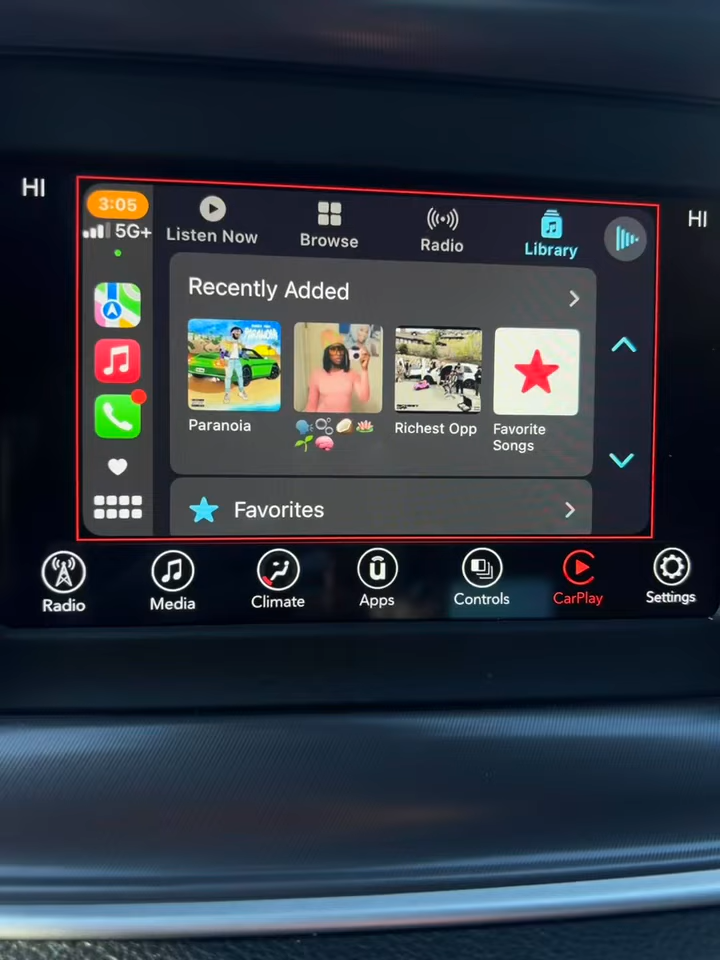 HI
HI
3:05
5G+
Listen Now
Browse
Radio
Library
Recently Added
PARANOIA
Paranoia
🗣️🫧🥥🪷
🌱🧠
Richest Opp
Favorite
Songs
Favorites
Radio
Media
Climate
Apps
Controls
CarPlay
Settings